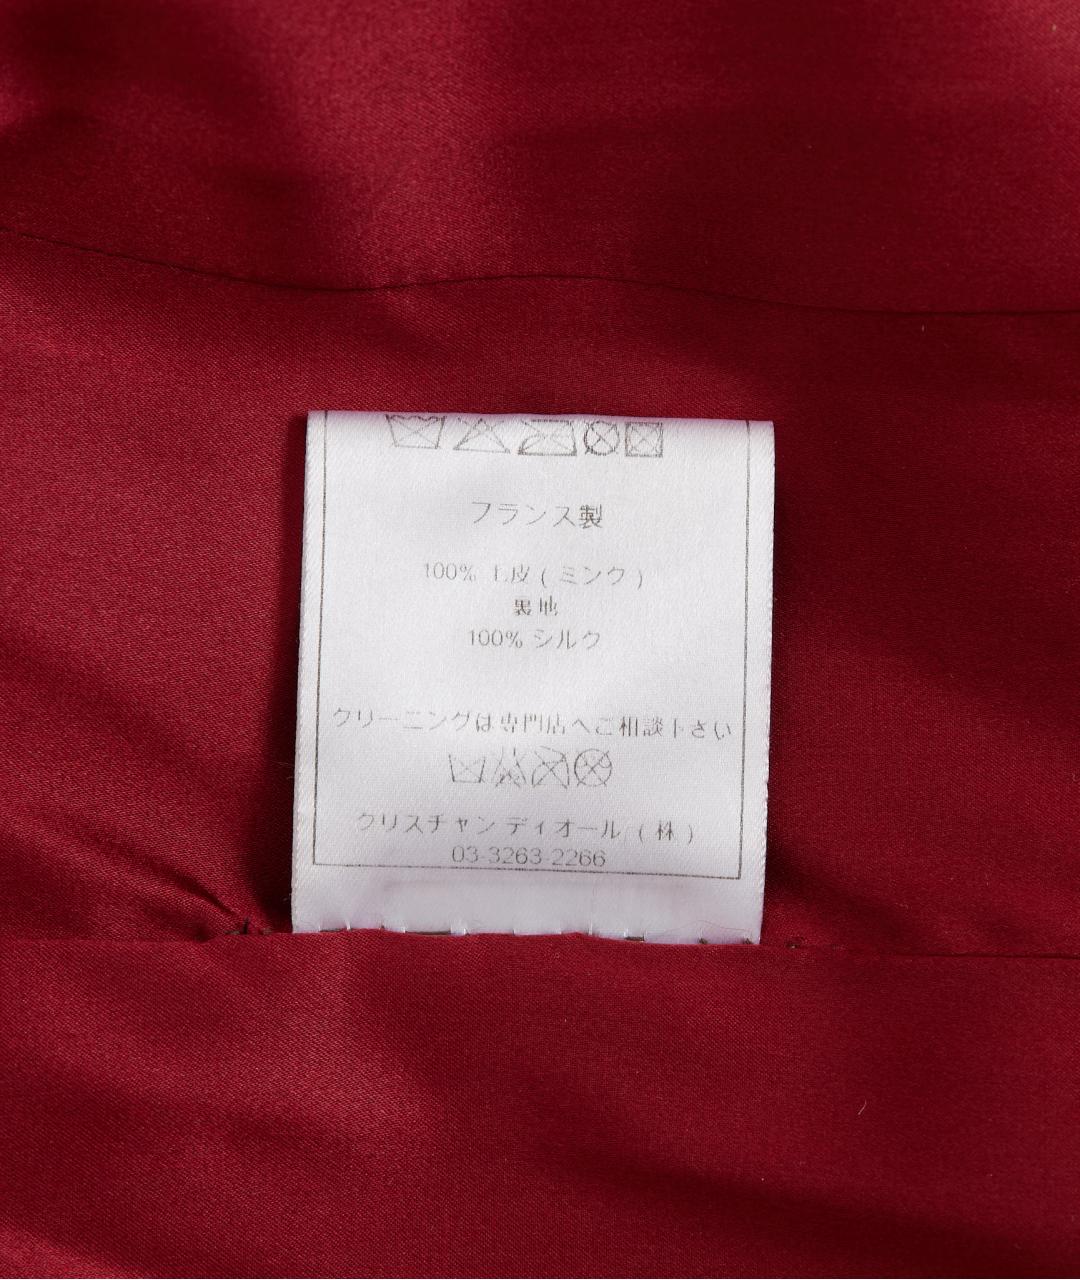 フランス製
100% 毛皮 ( ミンク )
裏地
100% シルク
クリーニングは専門店へご相談下さい
クリスチャン ディオール ( 株 )
03-3263-2266